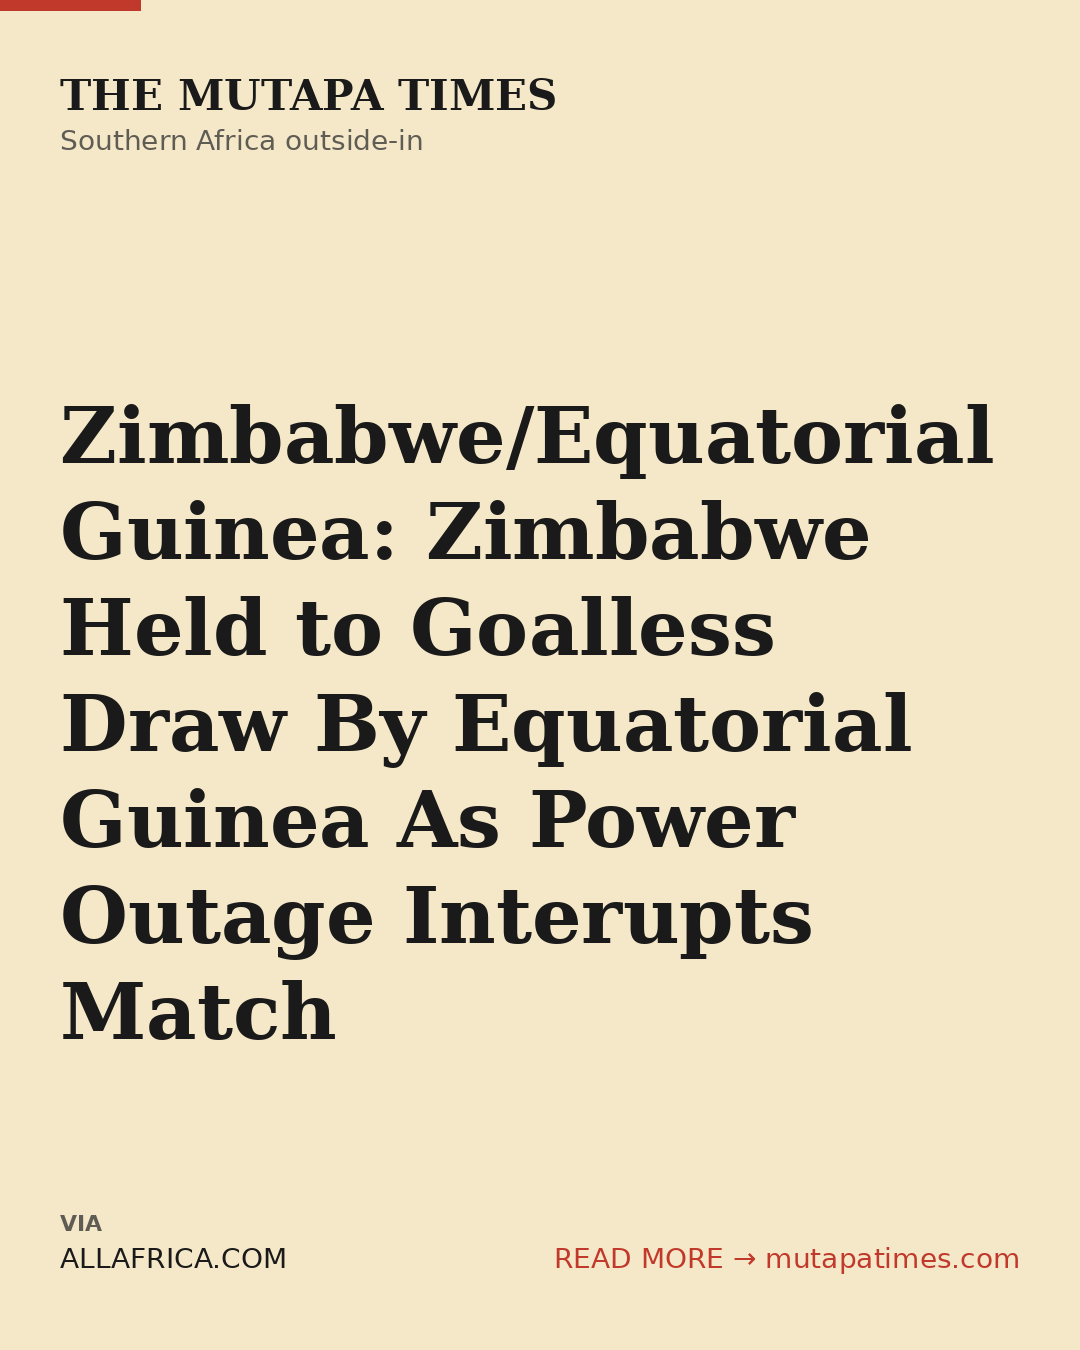 THE MUTAPA TIMES
Southern Africa outside-in
Zimbabwe/Equatorial
Guinea: Zimbabwe
Held to Goalless
Draw By Equatorial
Guinea As Power
Outage Interupts
Match
VIA
ALLAFRICA.COM
READ MORE → mutapatimes.com